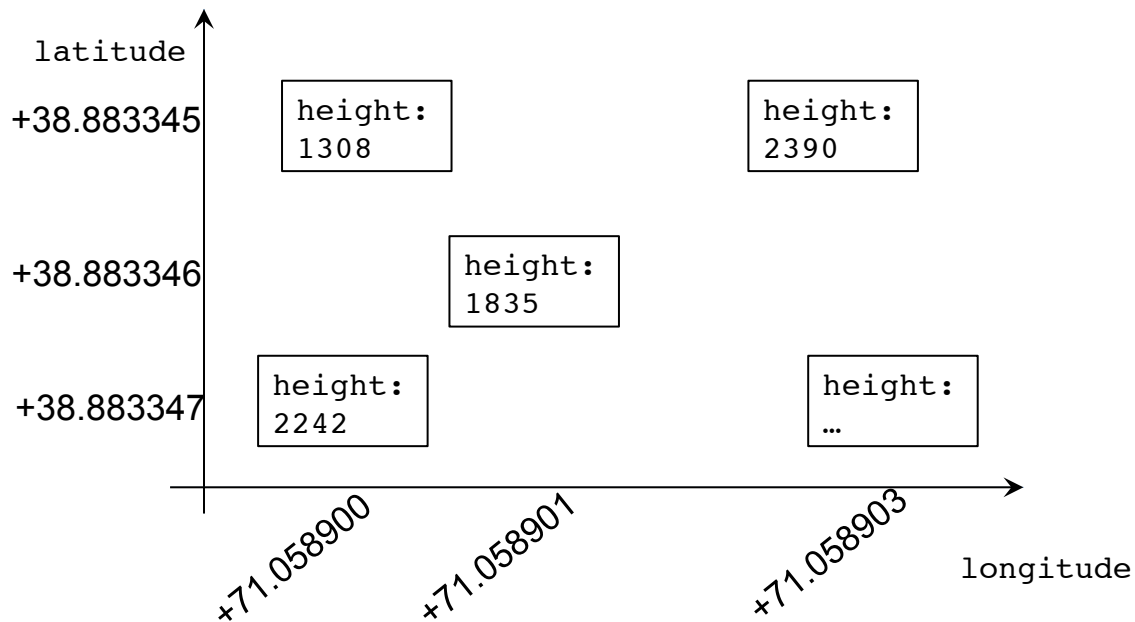 latitude
+38.883345
height:
1308
height:
2390
+38.883346
height:
1835
+38.883347
height:
2242
height:
…
+71.058900
+71.058901
+71.058903
longitude